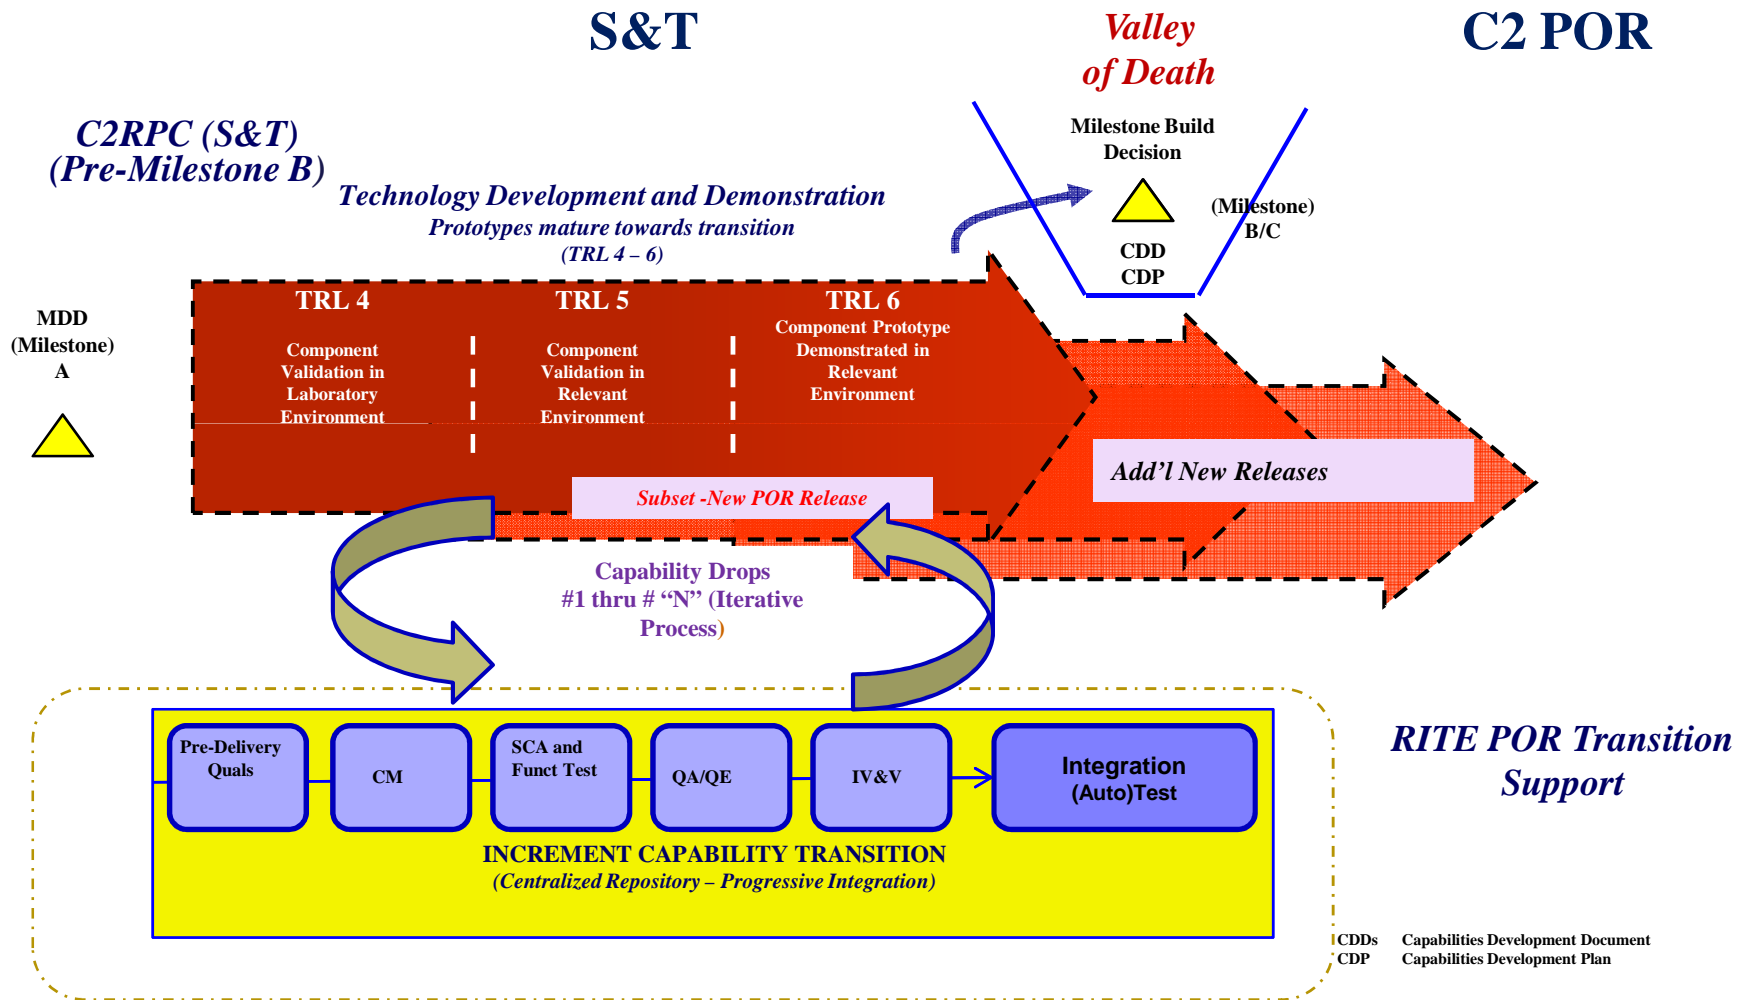 S&T
Valley
of Death
C2 POR
C2RPC (S&T)
(Pre-Milestone B)
Technology Development and Demonstration
Prototypes mature towards transition
(TRL 4 – 6)
Milestone Build
Decision
(Milestone)
B/C
CDD
CDP
MDD
(Milestone)
A
TRL 4
Component
Validation in
Laboratory
Environment
TRL 5
Component
Validation in
Relevant
Environment
TRL 6
Component Prototype
Demonstrated in
Relevant
Environment
Subset -New POR Release
Add’l New Releases
Capability Drops
#1 thru # “N” (Iterative
Process)
Pre-Delivery
Quals
CM
SCA and
Funct Test
QA/QE
IV&V
Integration
(Auto)Test
INCREMENT CAPABILITY TRANSITION
(Centralized Repository – Progressive Integration)
RITE POR Transition
Support
CDDs Capabilities Development Document
CDP Capabilities Development Plan